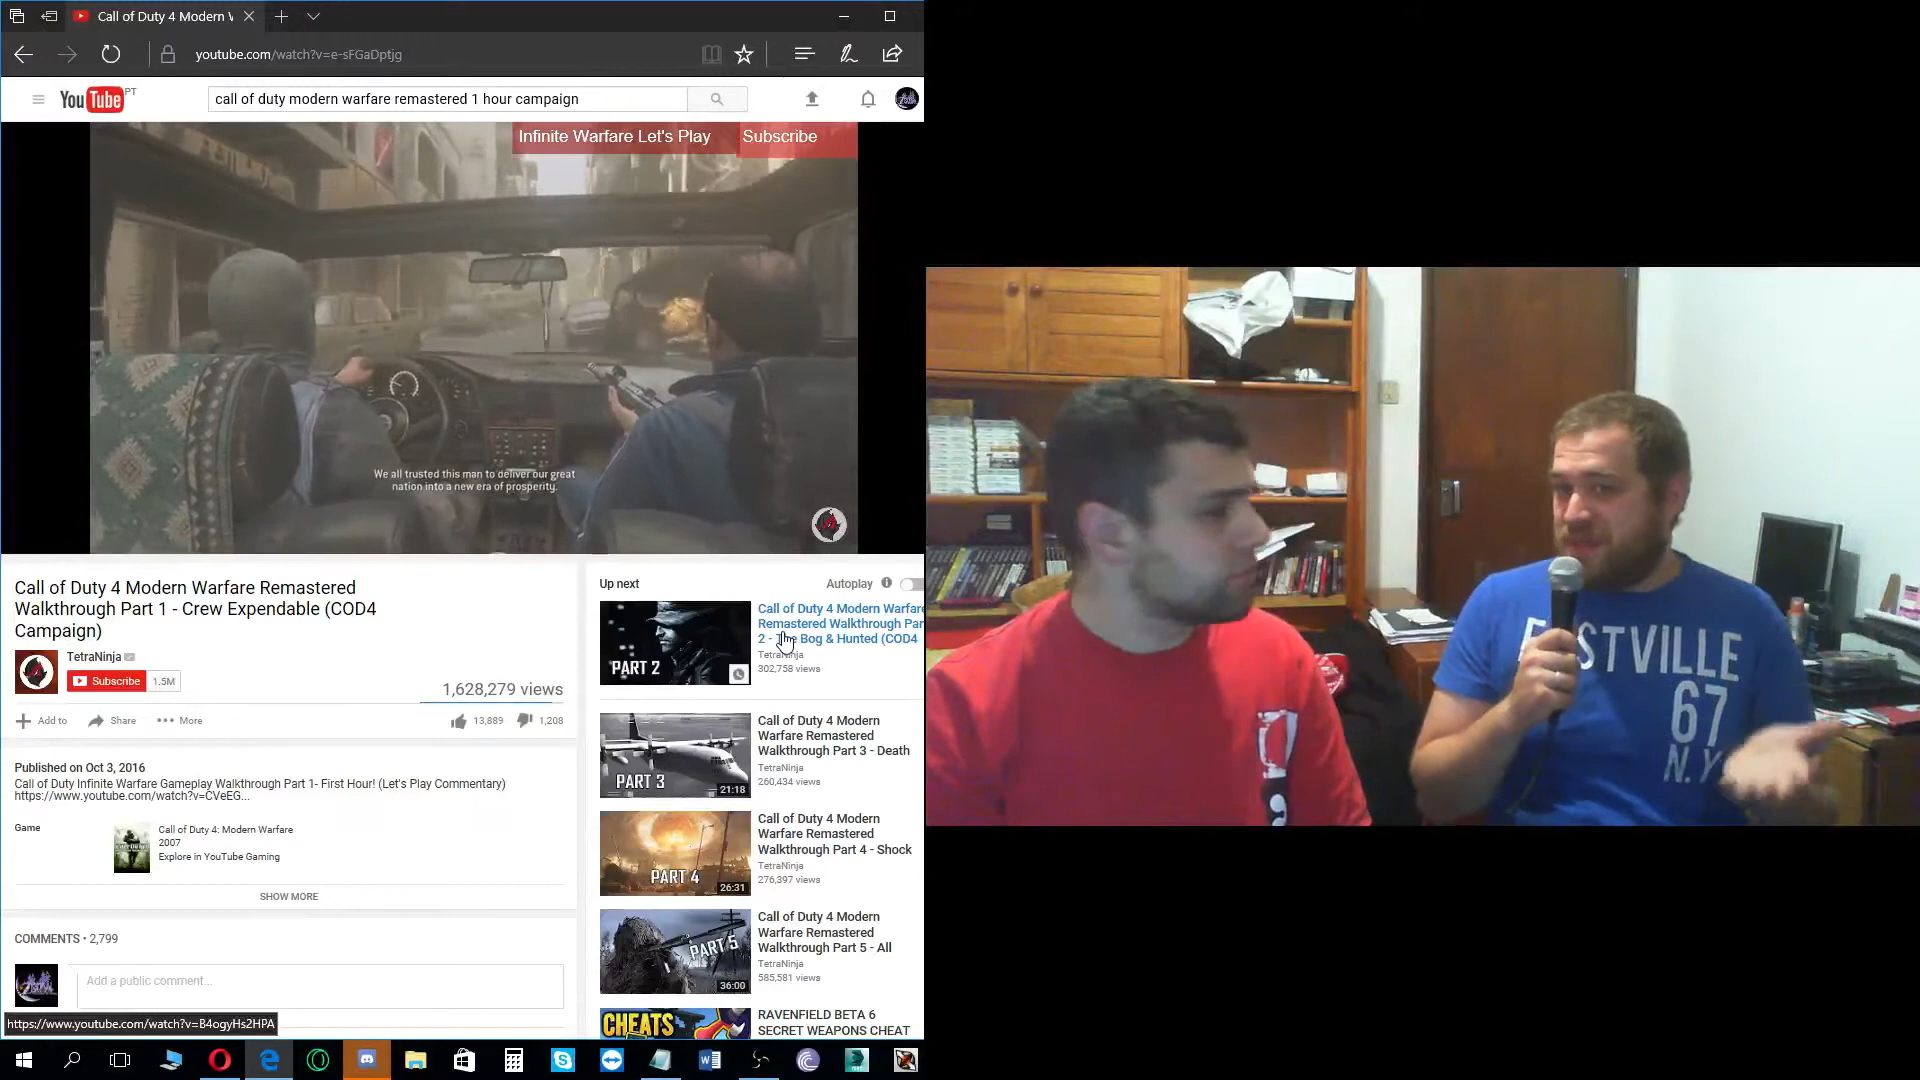 Call of Duty 4 Modern W
youtube.com/watch?v=e-sFGaDptjg
YouTube PT
call of duty modern warfare remastered 1 hour campaign
Infinite Warfare Let's Play
Subscribe
We all trusted this man to deliver our great
nation into a new era of prosperity.
Call of Duty 4 Modern Warfare Remastered
Walkthrough Part 1 - Crew Expendable (COD4
Campaign)
TetraNinja
Subscribe 1.5M
1,628,279 views
Add to Share More
13,889 1,208
Published on Oct 3, 2016
Call of Duty Infinite Warfare Gameplay Walkthrough Part 1- First Hour! (Let's Play Commentary)
https://www.youtube.com/watch?v=CVeEG...
Game
Call of Duty 4: Modern Warfare
2007
Explore in YouTube Gaming
SHOW MORE
COMMENTS • 2,799
Add a public comment...
https://www.youtube.com/watch?v=B4ogyHs2HPA
Up next
Autoplay
PART 2
Call of Duty 4 Modern Warfare
Remastered Walkthrough Par
2 - The Bog & Hunted (COD4
TetraNinja
302,758 views
PART 3
21:18
Call of Duty 4 Modern
Warfare Remastered
Walkthrough Part 3 - Death
TetraNinja
260,434 views
PART 4
26:31
Call of Duty 4 Modern
Warfare Remastered
Walkthrough Part 4 - Shock
TetraNinja
276,397 views
PART 5
36:00
Call of Duty 4 Modern
Warfare Remastered
Walkthrough Part 5 - All
TetraNinja
585,581 views
CHEATS
RAVENFIELD BETA 6
SECRET WEAPONS CHEAT
STVILLE
67
N.Y